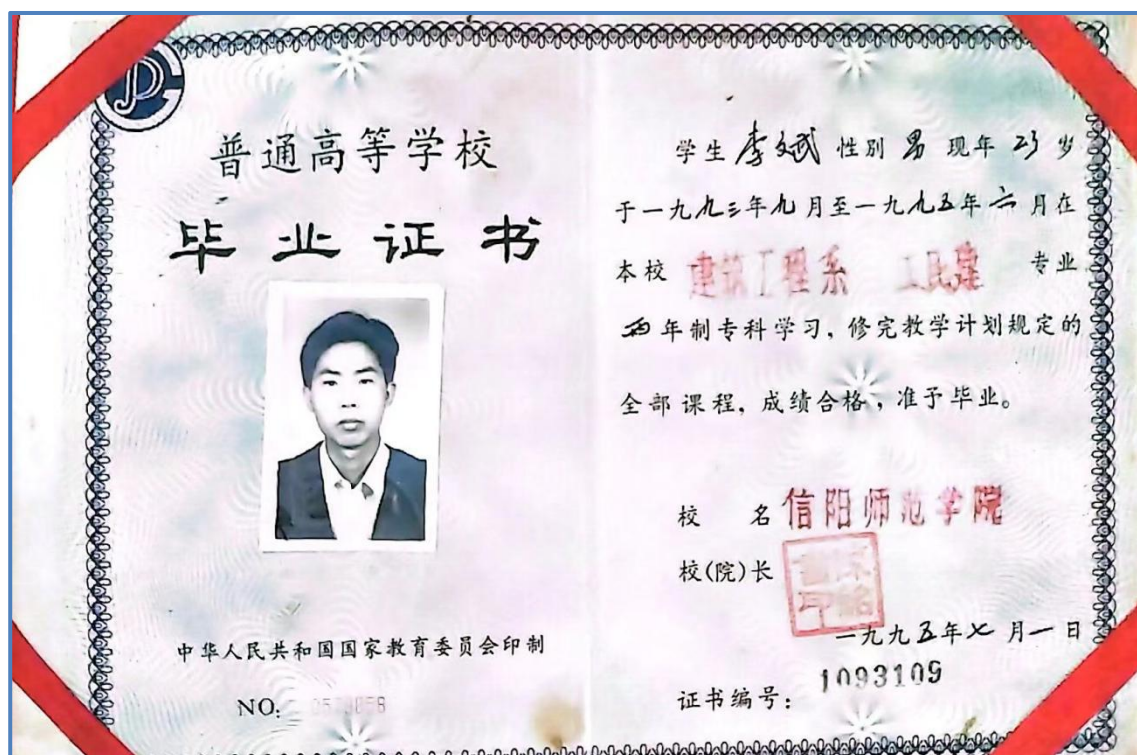 普通高等学校
毕业证书
中华人民共和国国家教育委员会印制
NO:
学生李文斌性别男现年23岁
于一九九三年九月至一九九五年六月在
本校 建筑工程系 工民建 专业
两年制专科学习，修完教学计划规定的
全部课程，成绩合格，准予毕业。
校 名 信阳师范学院
校(院)长
一九九五年七月一日
证书编号：1093109